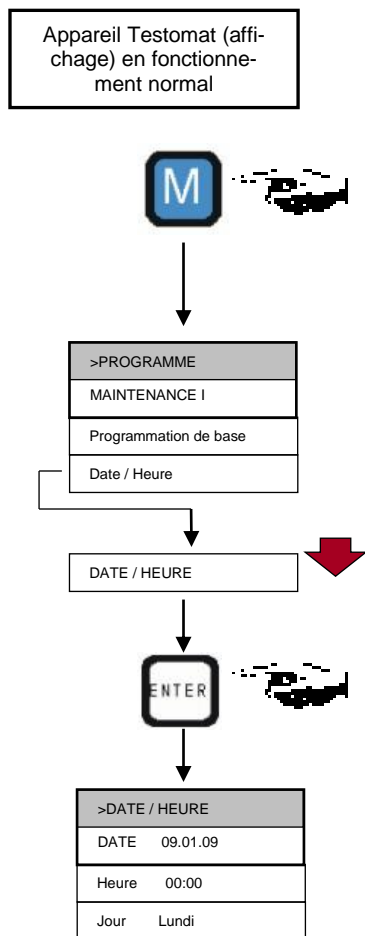 Appareil Testomat (affi-
chage) en fonctionne-
ment normal
M
>PROGRAMME
MAINTENANCE I
Programmation de base
Date / Heure
DATE / HEURE
ENTER
>DATE / HEURE
DATE 09.01.09
Heure 00:00
Jour Lundi